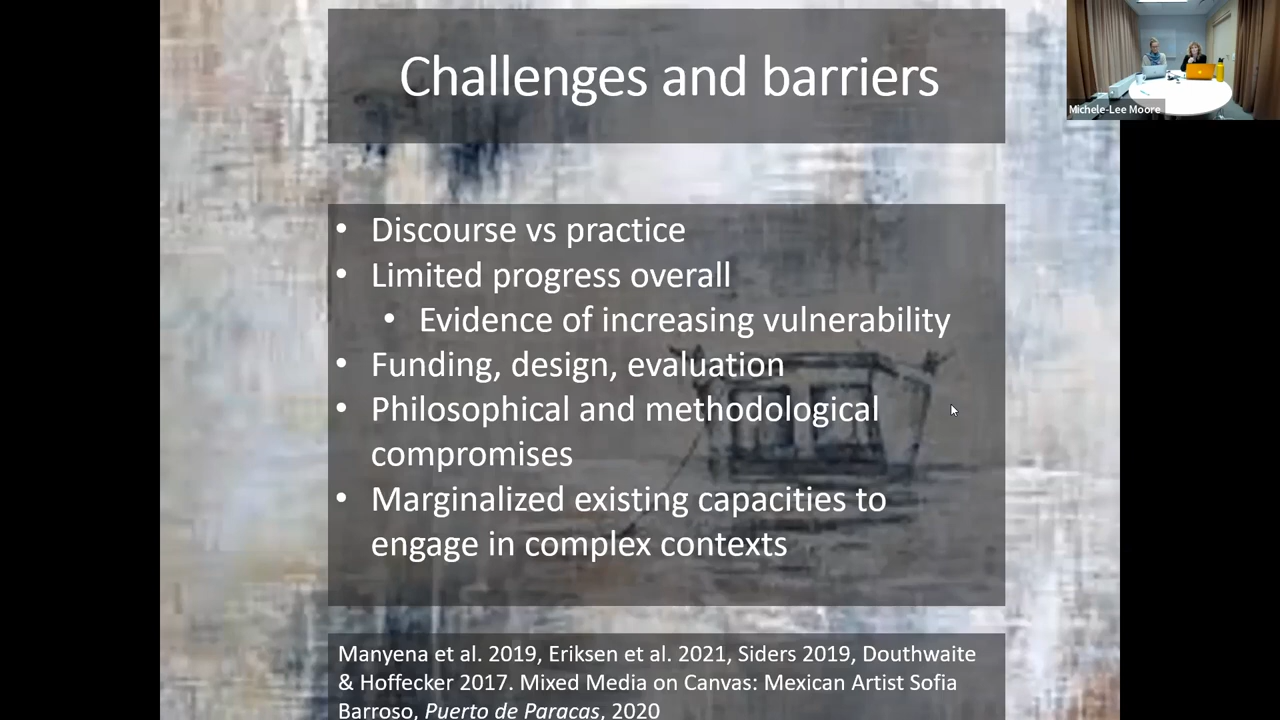 Challenges and barriers
Michele-Lee Moore
• Discourse vs practice
• Limited progress overall
• Evidence of increasing vulnerability
• Funding, design, evaluation
• Philosophical and methodological
compromises
• Marginalized existing capacities to
engage in complex contexts
Manyena et al. 2019, Eriksen et al. 2021, Siders 2019, Douthwaite
& Hoffecker 2017. Mixed Media on Canvas: Mexican Artist Sofia
Barroso, Puerto de Paracas, 2020